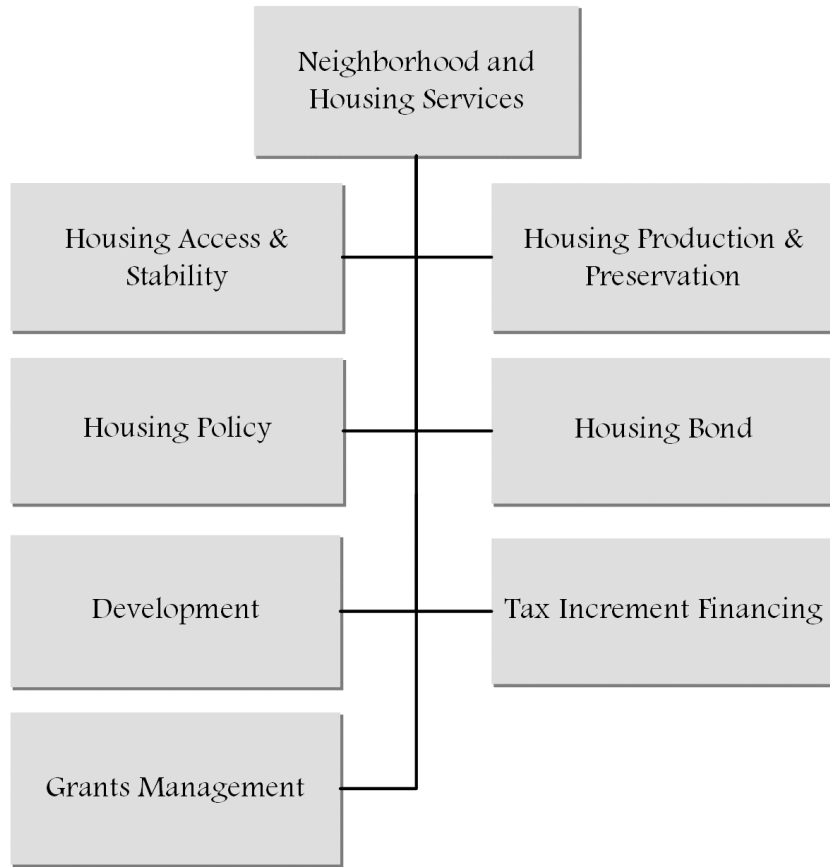 Neighborhood and
Housing Services
Housing Access &
Stability
Housing Production &
Preservation
Housing Policy
Housing Bond
Development
Tax Increment Financing
Grants Management